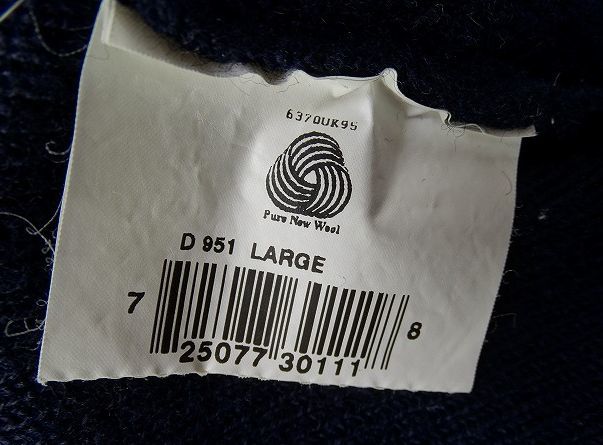 6370UK95
Pure New Wool
D 951 LARGE
7 25077 30111 8